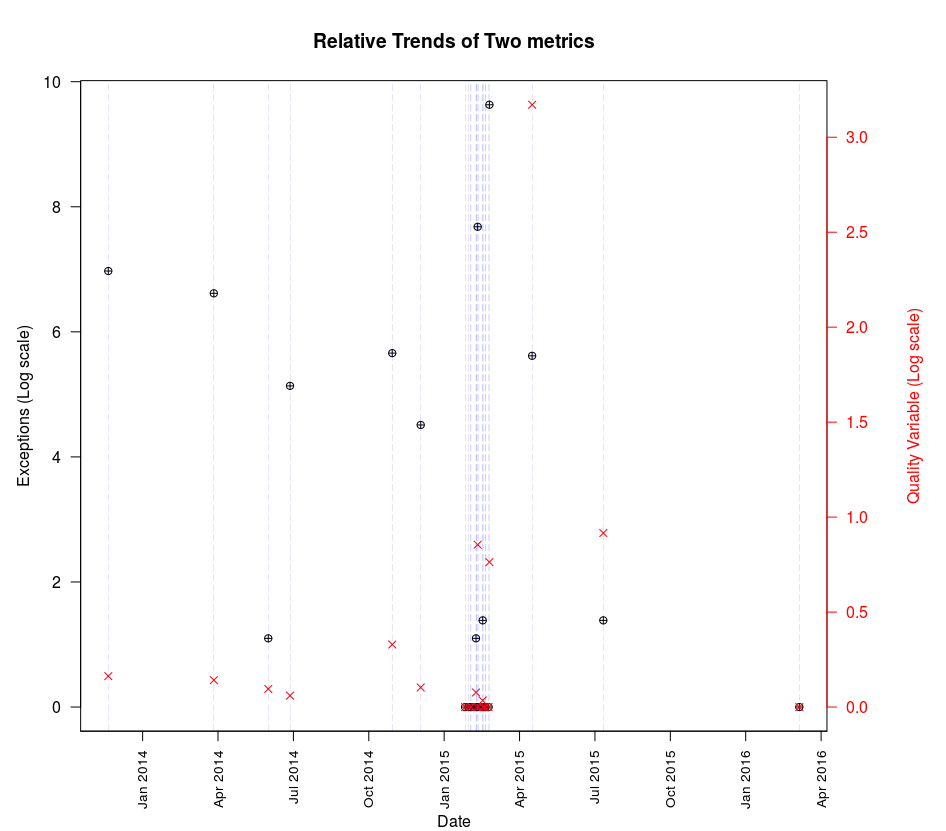 Relative Trends of Two metrics
Exceptions (Log scale)
10
8
6
4
2
0
3.0
2.5
2.0
1.5
1.0
0.5
0.0
Quality Variable (Log scale)
Jan 2014
Apr 2014
Jul 2014
Oct 2014
Jan 2015
Apr 2015
Jul 2015
Oct 2015
Jan 2016
Apr 2016
Date